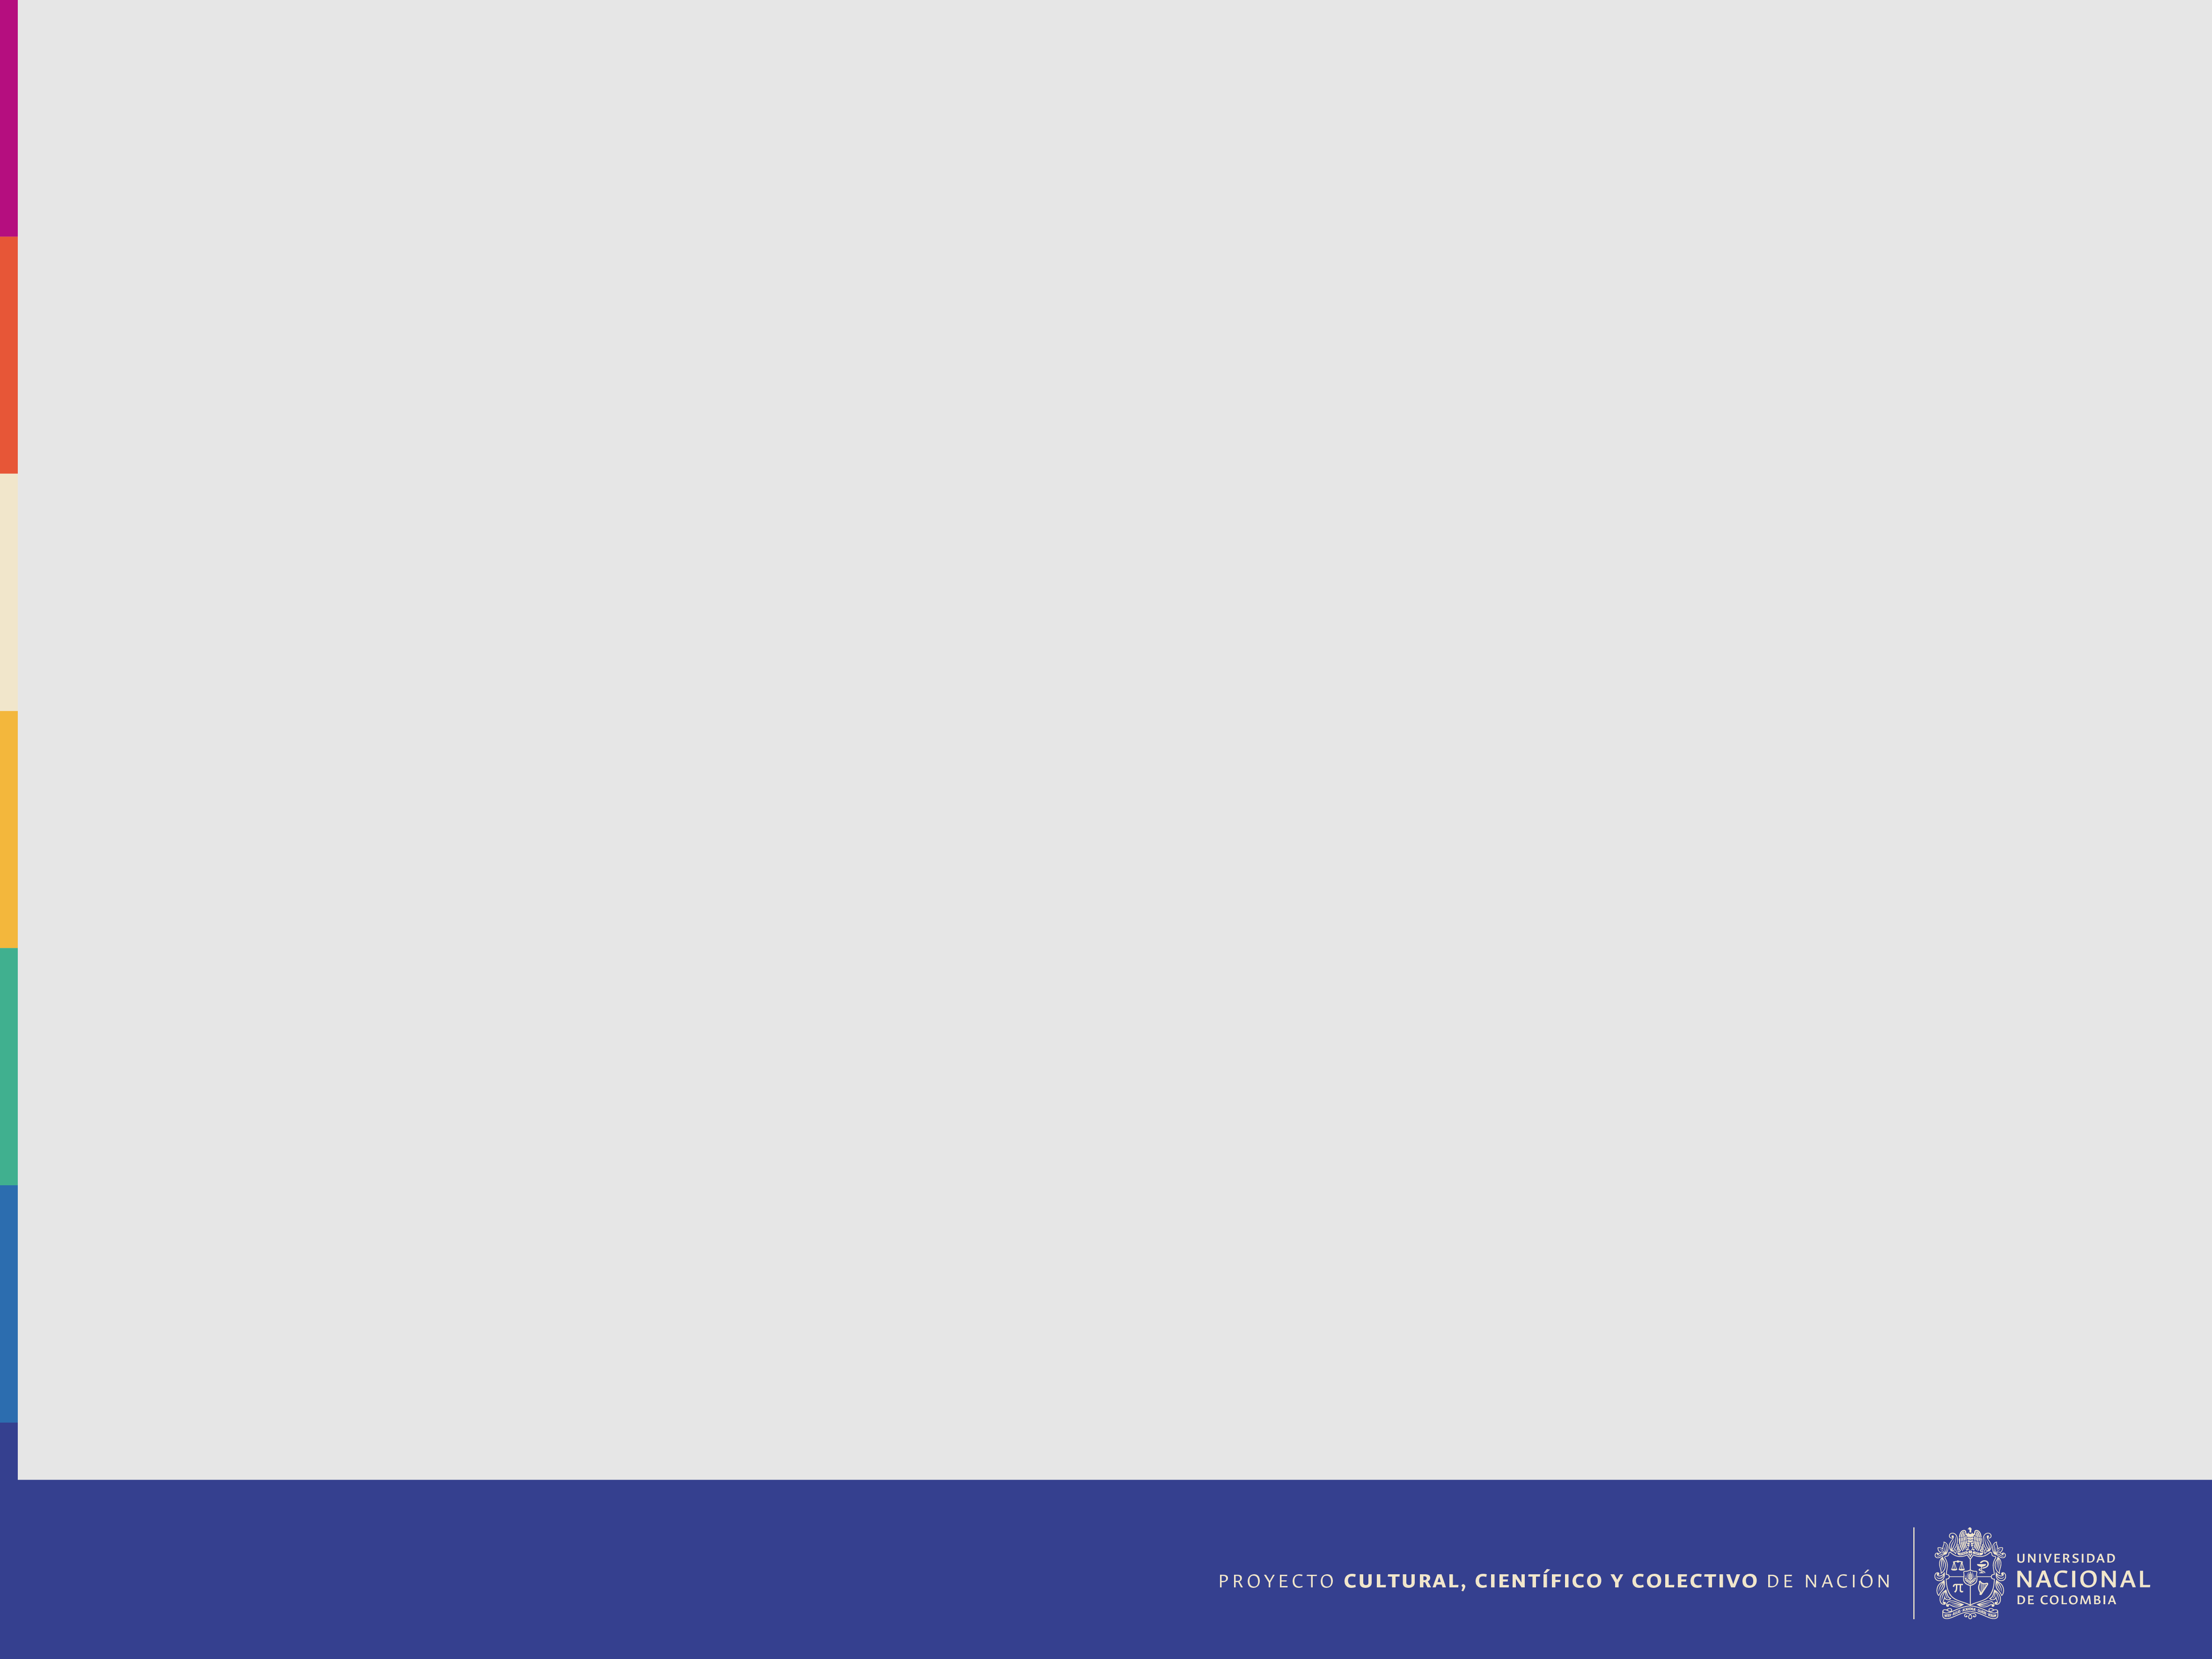 PROYECTO CULTURAL, CIENTÍFICO Y COLECTIVO DE NACIÓN
UNIVERSIDAD
NACIONAL
DE COLOMBIA